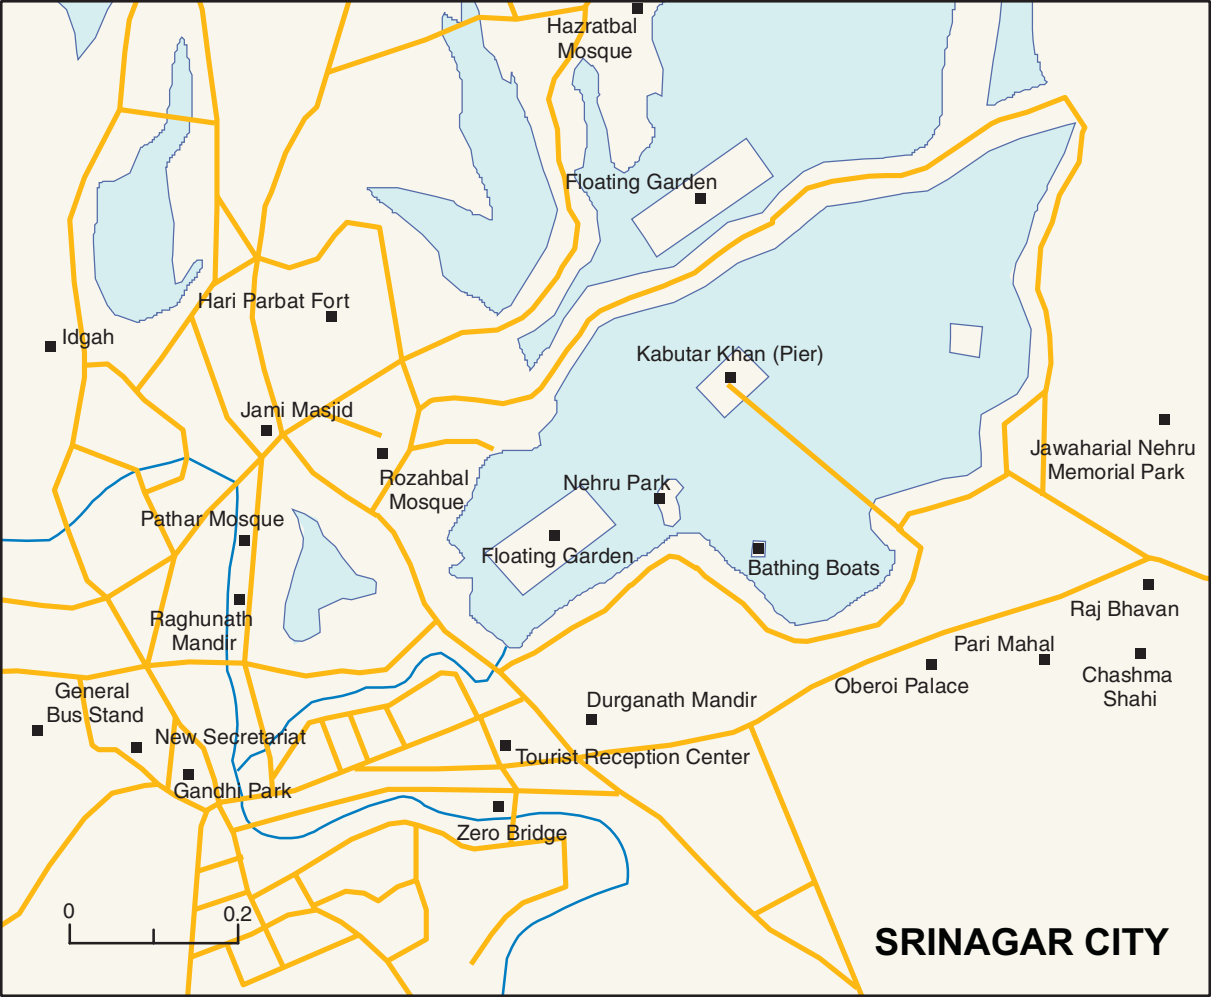 Hazratbal
Mosque
Floating Garden
Hari Parbat Fort
Idgah
Kabutar Khan (Pier)
Jami Masjid
Jawaharial Nehru
Memorial Park
Rozahbal
Mosque
Nehru Park
Pathar Mosque
Floating Garden
Bathing Boats
Raghunath
Mandir
Raj Bhavan
Pari Mahal
Chashma
Shahi
Oberoi Palace
General
Bus Stand
Durganath Mandir
New Secretariat
Tourist Reception Center
Gandhi Park
Zero Bridge
0 0.2
SRINAGAR CITY